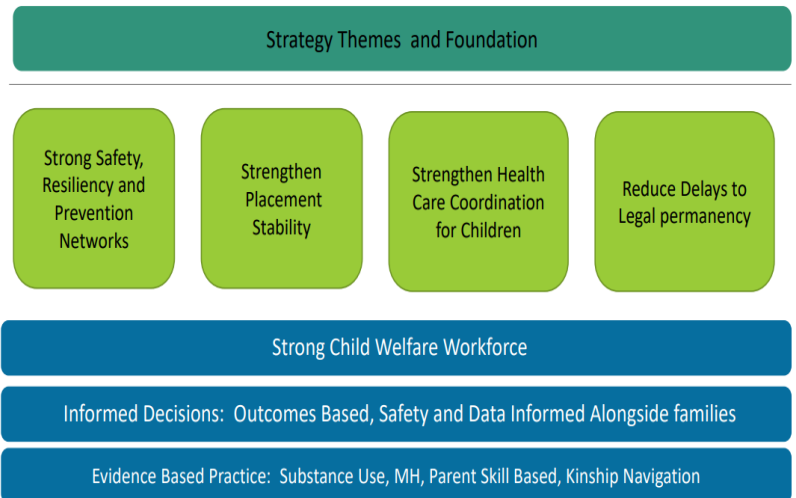 Strategy Themes  and Foundation
Strong Safety,
Resiliency and
Prevention
Networks
Strengthen
Placement
Stability
Strengthen Health
Care Coordination
for Children
Reduce Delays to
Legal permanency
Strong Child Welfare Workforce
Informed Decisions:  Outcomes Based, Safety and Data Informed Alongside families
Evidence Based Practice:  Substance Use, MH, Parent Skill Based, Kinship Navigation